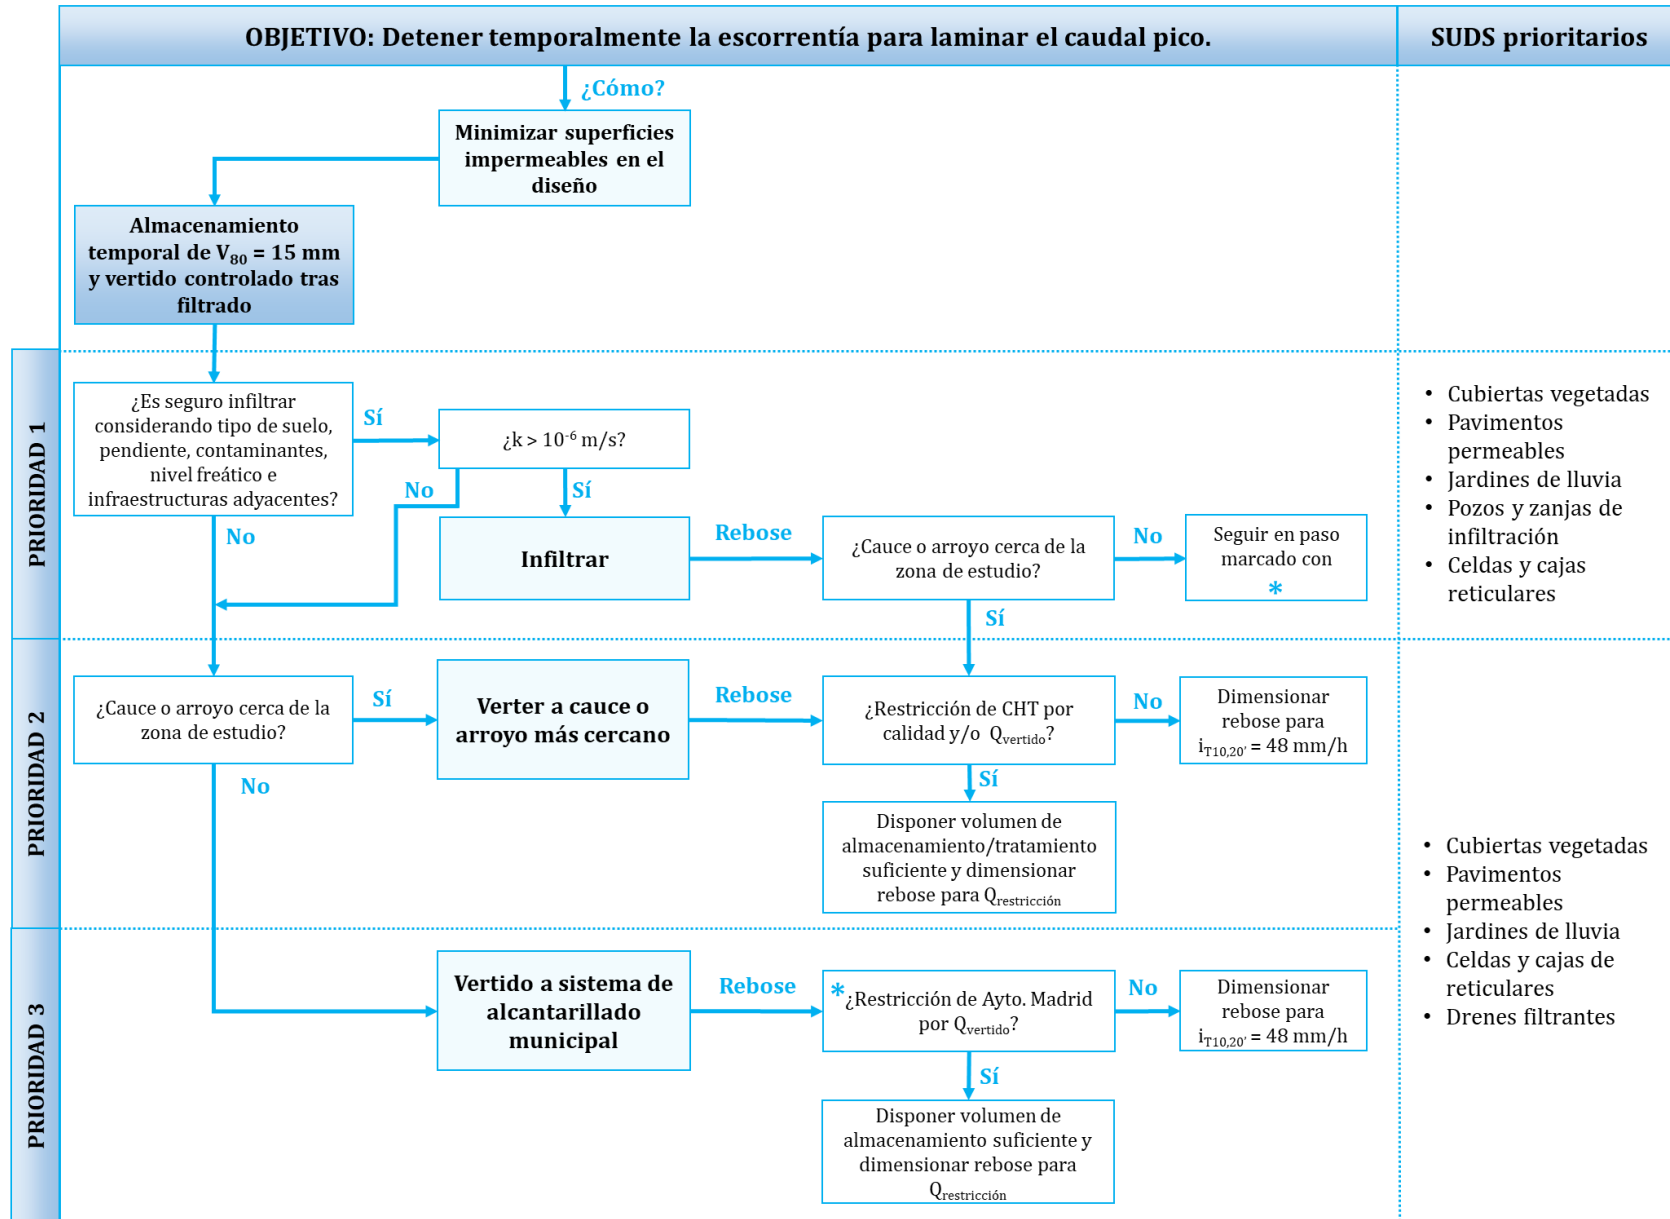 OBJETIVO: Detener temporalmente la escorrentía para laminar el caudal pico.
SUDS prioritarios
¿Cómo?
Minimizar superficies
impermeables en el
diseño
Almacenamiento
temporal de V80 = 15 mm
y vertido controlado tras
filtrado
PRIORIDAD 1
¿Es seguro infiltrar
considerando tipo de suelo,
pendiente, contaminantes,
nivel freático e
infraestructuras adyacentes?
Sí
¿k > 10-6 m/s?
No
Sí
No
Infiltrar
Rebose
¿Cauce o arroyo cerca de la
zona de estudio?
No
Seguir en paso
marcado con
*
Sí
• Cubiertas vegetadas
• Pavimentos
permeables
• Jardines de lluvia
• Pozos y zanjas de
infiltración
• Celdas y cajas
reticulares
PRIORIDAD 2
¿Cauce o arroyo cerca de la
zona de estudio?
Sí
Verter a cauce o
arroyo más cercano
Rebose
¿Restricción de CHT por
calidad y/o Qvertido?
No
Dimensionar
rebose para
iT10,20' = 48 mm/h
No
Sí
Disponer volumen de
almacenamiento/tratamiento
suficiente y dimensionar
rebose para Qrestricción
PRIORIDAD 3
Vertido a sistema de
alcantarillado
municipal
Rebose
*¿Restricción de Ayto. Madrid
por Qvertido?
No
Dimensionar
rebose para
iT10,20' = 48 mm/h
Sí
Disponer volumen de
almacenamiento suficiente y
dimensionar rebose para
Qrestricción
• Cubiertas vegetadas
• Pavimentos
permeables
• Jardines de lluvia
• Celdas y cajas de
reticulares
• Drenes filtrantes